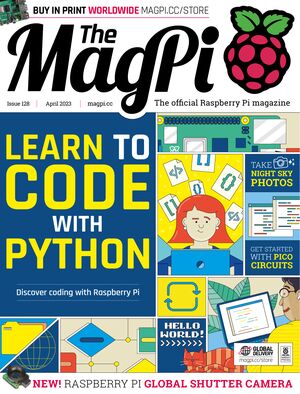 BUY IN PRINT WORLDWIDE MAGPI.CC/STORE
The
MagPi
Issue 128 | April 2023 | magpi.cc
The official Raspberry Pi magazine
LEARN TO
CODE
WITH
PYTHON
Discover coding with Raspberry Pi
TAKE
NIGHT SKY
PHOTOS
GET STARTED
WITH PICO
CIRCUITS
HELLO
WORLD!
GLOBAL
DELIVERY
magpi.cc/store
NEW! RASPBERRY PI GLOBAL SHUTTER CAMERA